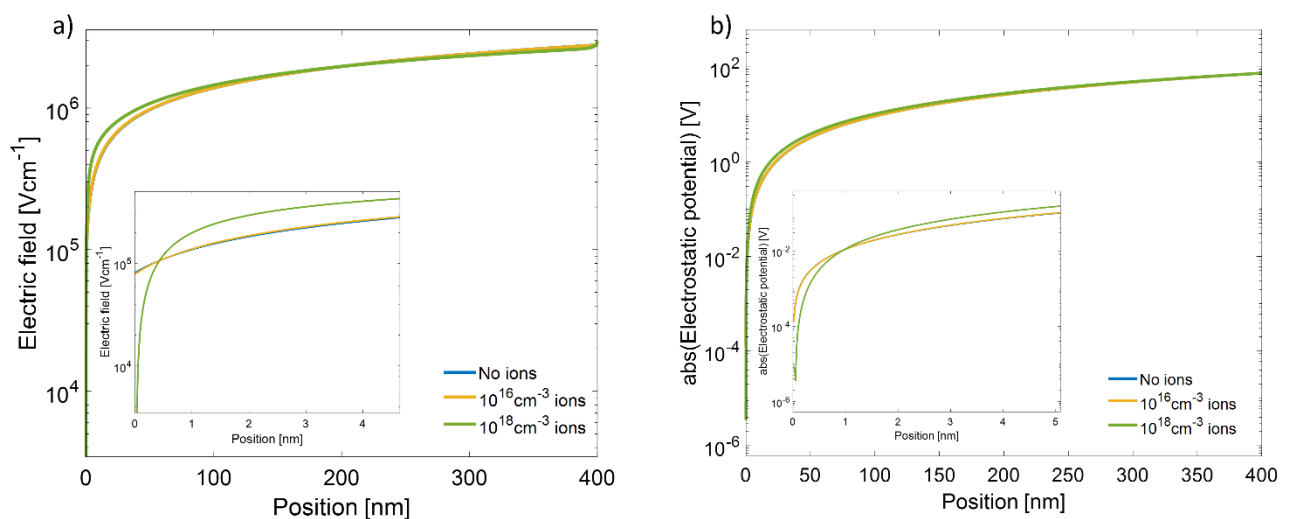 a)
Electric field [Vcm⁻¹]
10⁶
10⁵
10⁴
0 100 200 300 400
Position [nm]
Electric field [Vcm⁻¹]
10⁵
10⁴
0 1 2 3 4
Position [nm]
No ions
10¹⁶cm⁻³ ions
10¹⁸cm⁻³ ions
b)
abs(Electrostatic potential) [V]
10²
10⁰
10⁻²
10⁻⁴
10⁻⁶
0 50 100 150 200 250 300 350 400
Position [nm]
abs(Electrostatic potential) [V]
10⁻²
10⁻⁴
10⁻⁶
0 1 2 3 4 5
Position [nm]
No ions
10¹⁶cm⁻³ ions
10¹⁸cm⁻³ ions